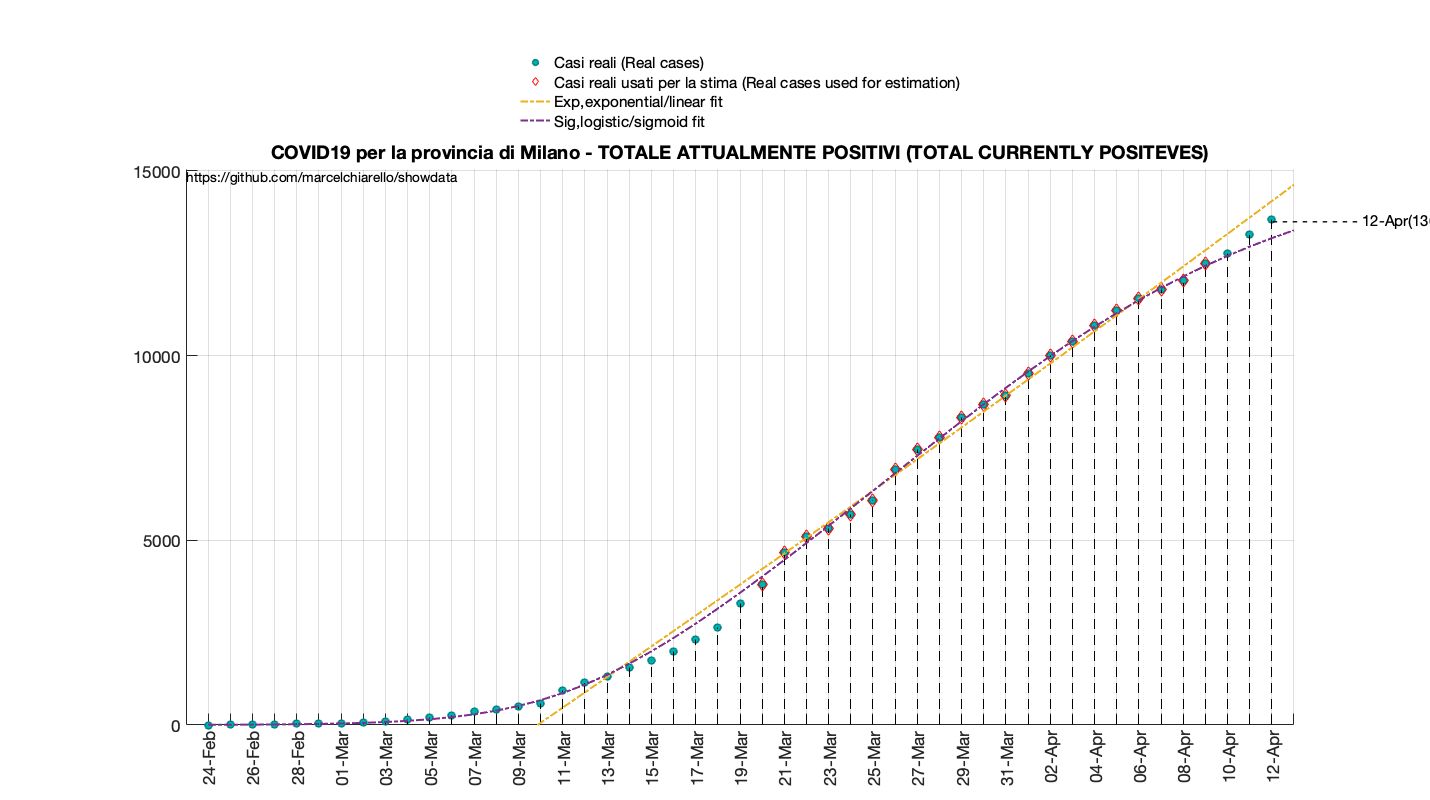 Casi reali (Real cases)
Casi reali usati per la stima (Real cases used for estimation)
Exp,exponential/linear fit
Sig,logistic/sigmoid fit
COVID19 per la provincia di Milano - TOTALE ATTUALMENTE POSITIVI (TOTAL CURRENTLY POSITEVES)
https://github.com/marcelchiarello/showdata
15000
10000
5000
0
12-Apr(13
24-Feb
26-Feb
28-Feb
01-Mar
03-Mar
05-Mar
07-Mar
09-Mar
11-Mar
13-Mar
15-Mar
17-Mar
19-Mar
21-Mar
23-Mar
25-Mar
27-Mar
29-Mar
31-Mar
02-Apr
04-Apr
06-Apr
08-Apr
10-Apr
12-Apr